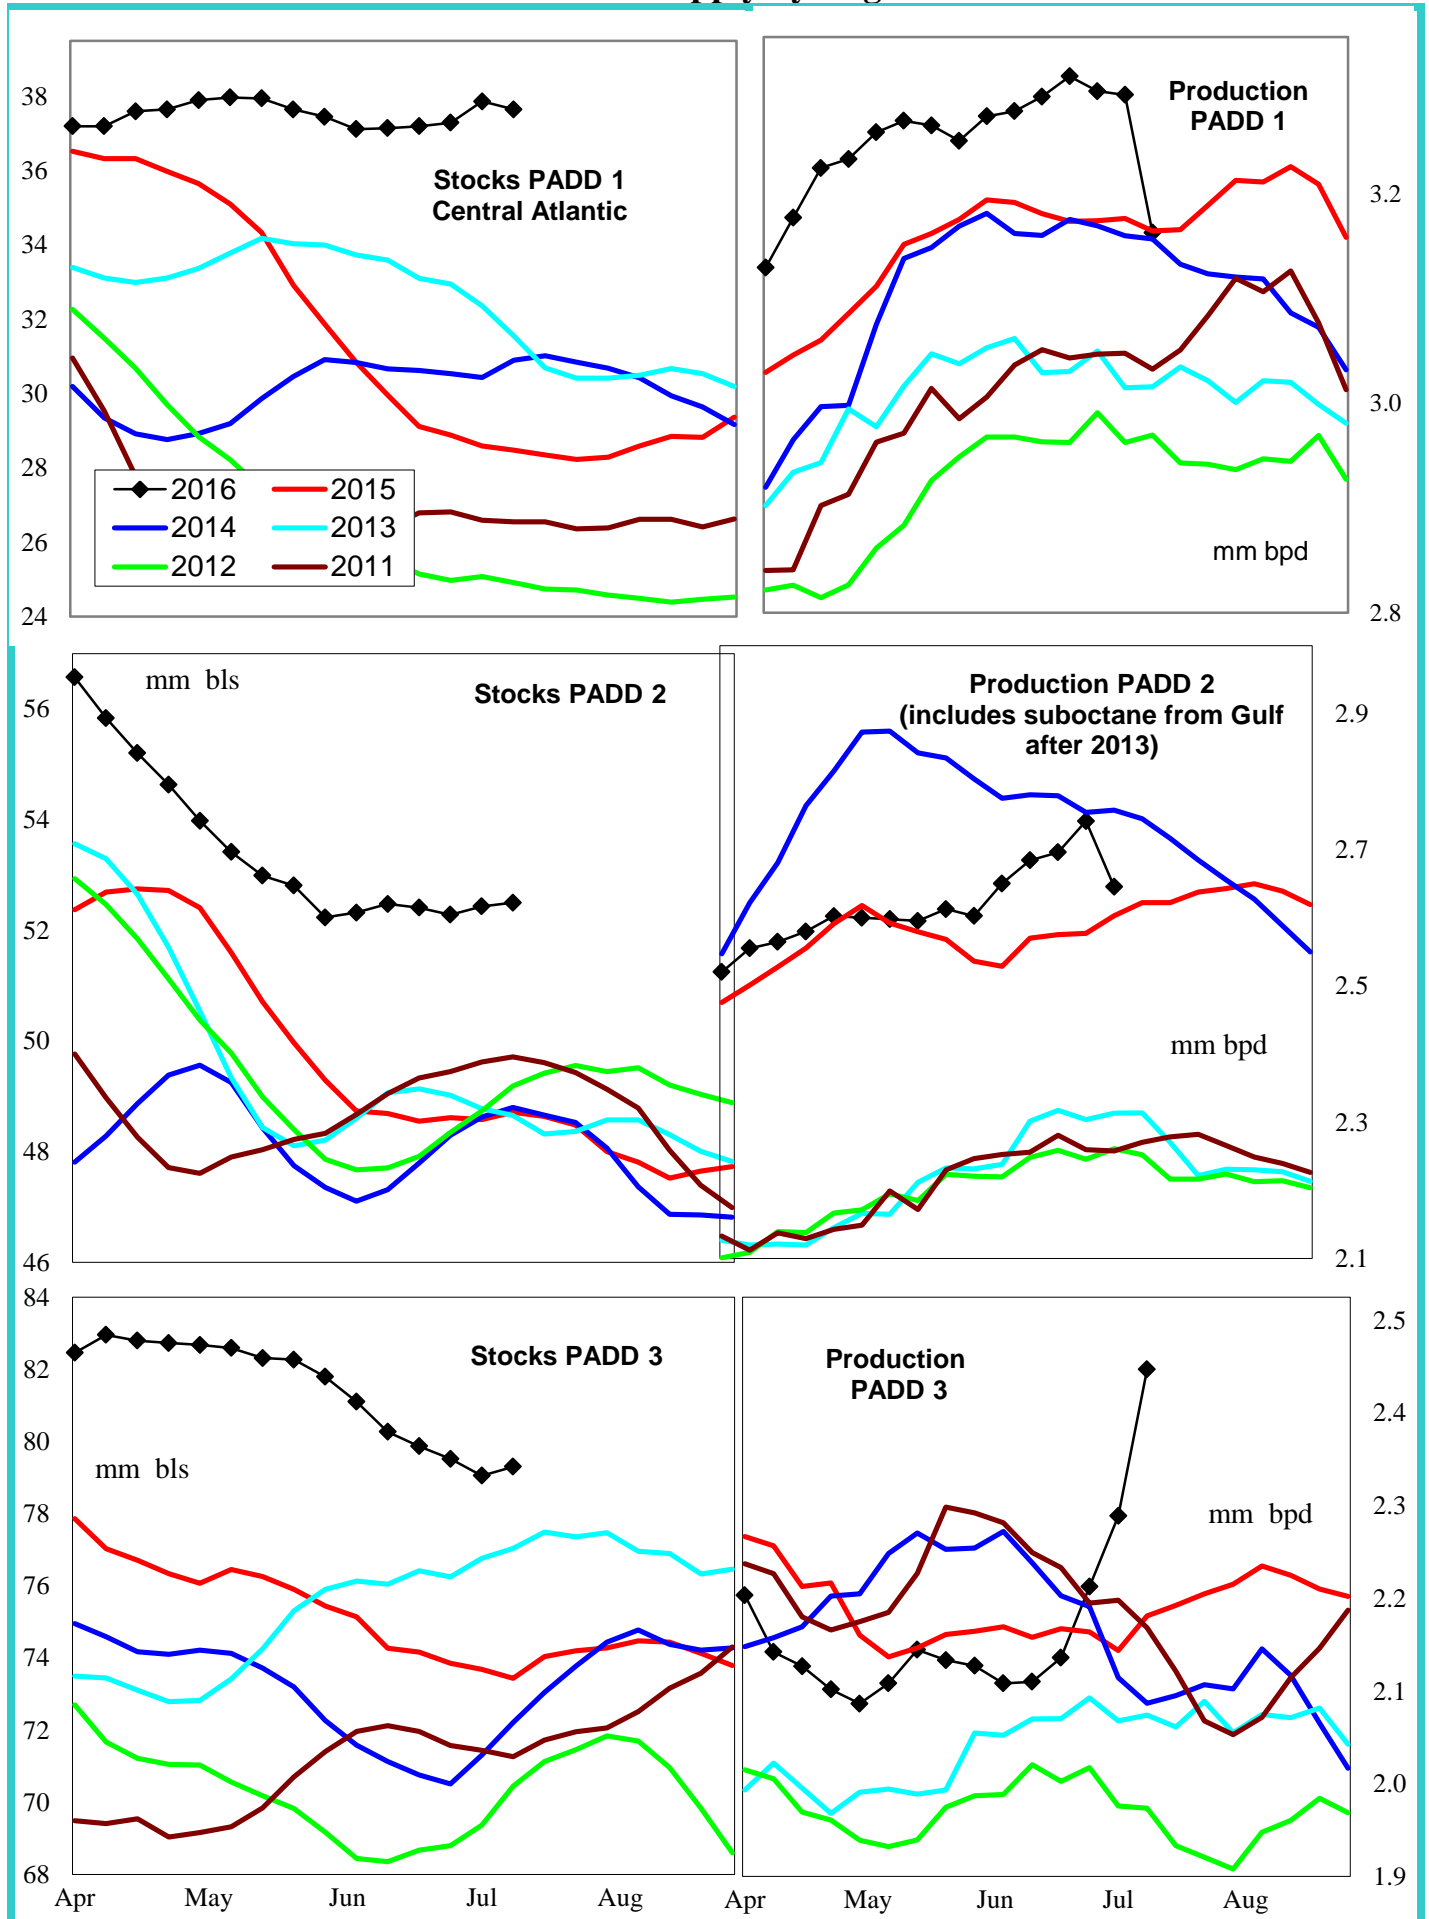 38
36
34
32
30
28
26
24
Stocks PADD 1
Central Atlantic
2016
2015
2014
2013
2012
2011
Production
PADD 1
mm bpd
3.2
3.0
2.8
56
54
52
50
48
46
mm bls
Stocks PADD 2
Production PADD 2
(includes suboctane from Gulf
after 2013)
mm bpd
2.9
2.7
2.5
2.3
2.1
84
82
80
78
76
74
72
70
68
Stocks PADD 3
mm bls
Apr May Jun Jul Aug
Production
PADD 3
mm bpd
2.5
2.4
2.3
2.2
2.1
2.0
1.9
Apr May Jun Jul Aug